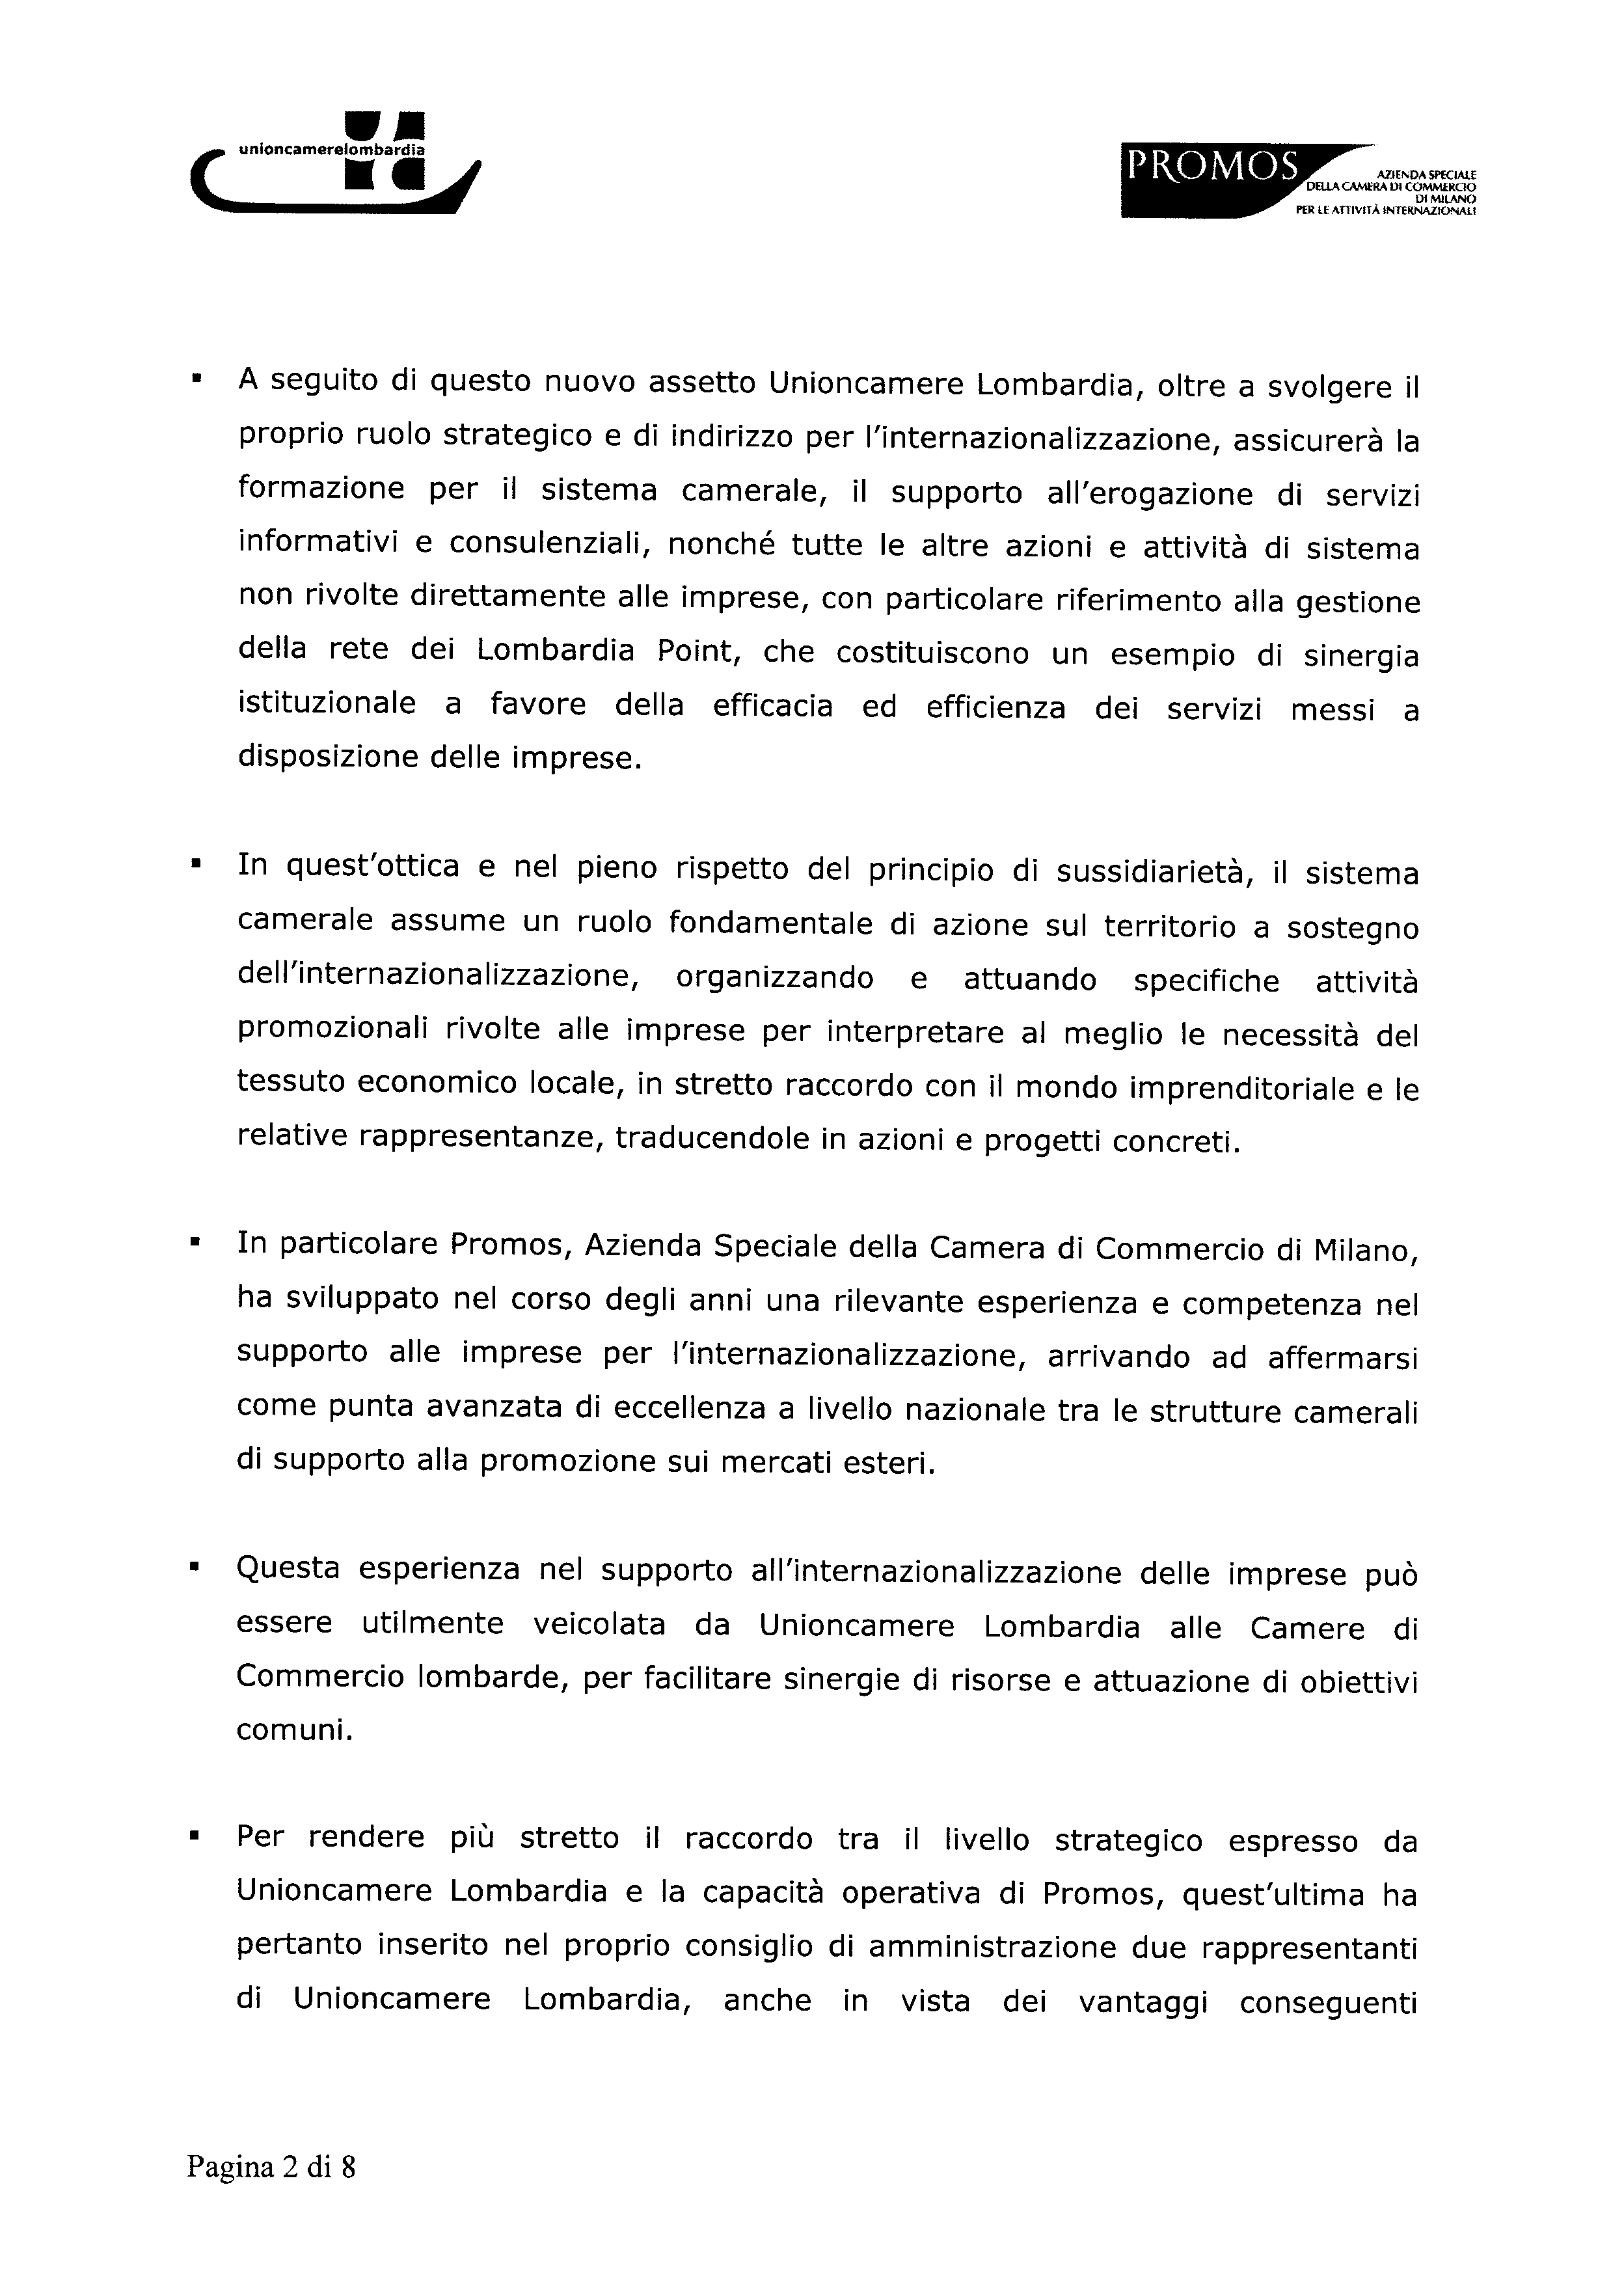 unioncamerelombardia
PROMOS
AZIENDA SPECIALE
DELLA CAMERA DI COMMERCIO
DI MILANO
PER LE ATTIVITÀ INTERNAZIONALI
▪ A seguito di questo nuovo assetto Unioncamere Lombardia, oltre a svolgere il
proprio ruolo strategico e di indirizzo per l'internazionalizzazione, assicurerà la
formazione per il sistema camerale, il supporto all'erogazione di servizi
informativi e consulenziali, nonché tutte le altre azioni e attività di sistema
non rivolte direttamente alle imprese, con particolare riferimento alla gestione
della rete dei Lombardia Point, che costituiscono un esempio di sinergia
istituzionale a favore della efficacia ed efficienza dei servizi messi a
disposizione delle imprese.
▪ In quest'ottica e nel pieno rispetto del principio di sussidiarietà, il sistema
camerale assume un ruolo fondamentale di azione sul territorio a sostegno
dell'internazionalizzazione, organizzando e attuando specifiche attività
promozionali rivolte alle imprese per interpretare al meglio le necessità del
tessuto economico locale, in stretto raccordo con il mondo imprenditoriale e le
relative rappresentanze, traducendole in azioni e progetti concreti.
▪ In particolare Promos, Azienda Speciale della Camera di Commercio di Milano,
ha sviluppato nel corso degli anni una rilevante esperienza e competenza nel
supporto alle imprese per l'internazionalizzazione, arrivando ad affermarsi
come punta avanzata di eccellenza a livello nazionale tra le strutture camerali
di supporto alla promozione sui mercati esteri.
▪ Questa esperienza nel supporto all'internazionalizzazione delle imprese può
essere utilmente veicolata da Unioncamere Lombardia alle Camere di
Commercio lombarde, per facilitare sinergie di risorse e attuazione di obiettivi
comuni.
▪ Per rendere più stretto il raccordo tra il livello strategico espresso da
Unioncamere Lombardia e la capacità operativa di Promos, quest'ultima ha
pertanto inserito nel proprio consiglio di amministrazione due rappresentanti
di Unioncamere Lombardia, anche in vista dei vantaggi conseguenti
Pagina 2 di 8